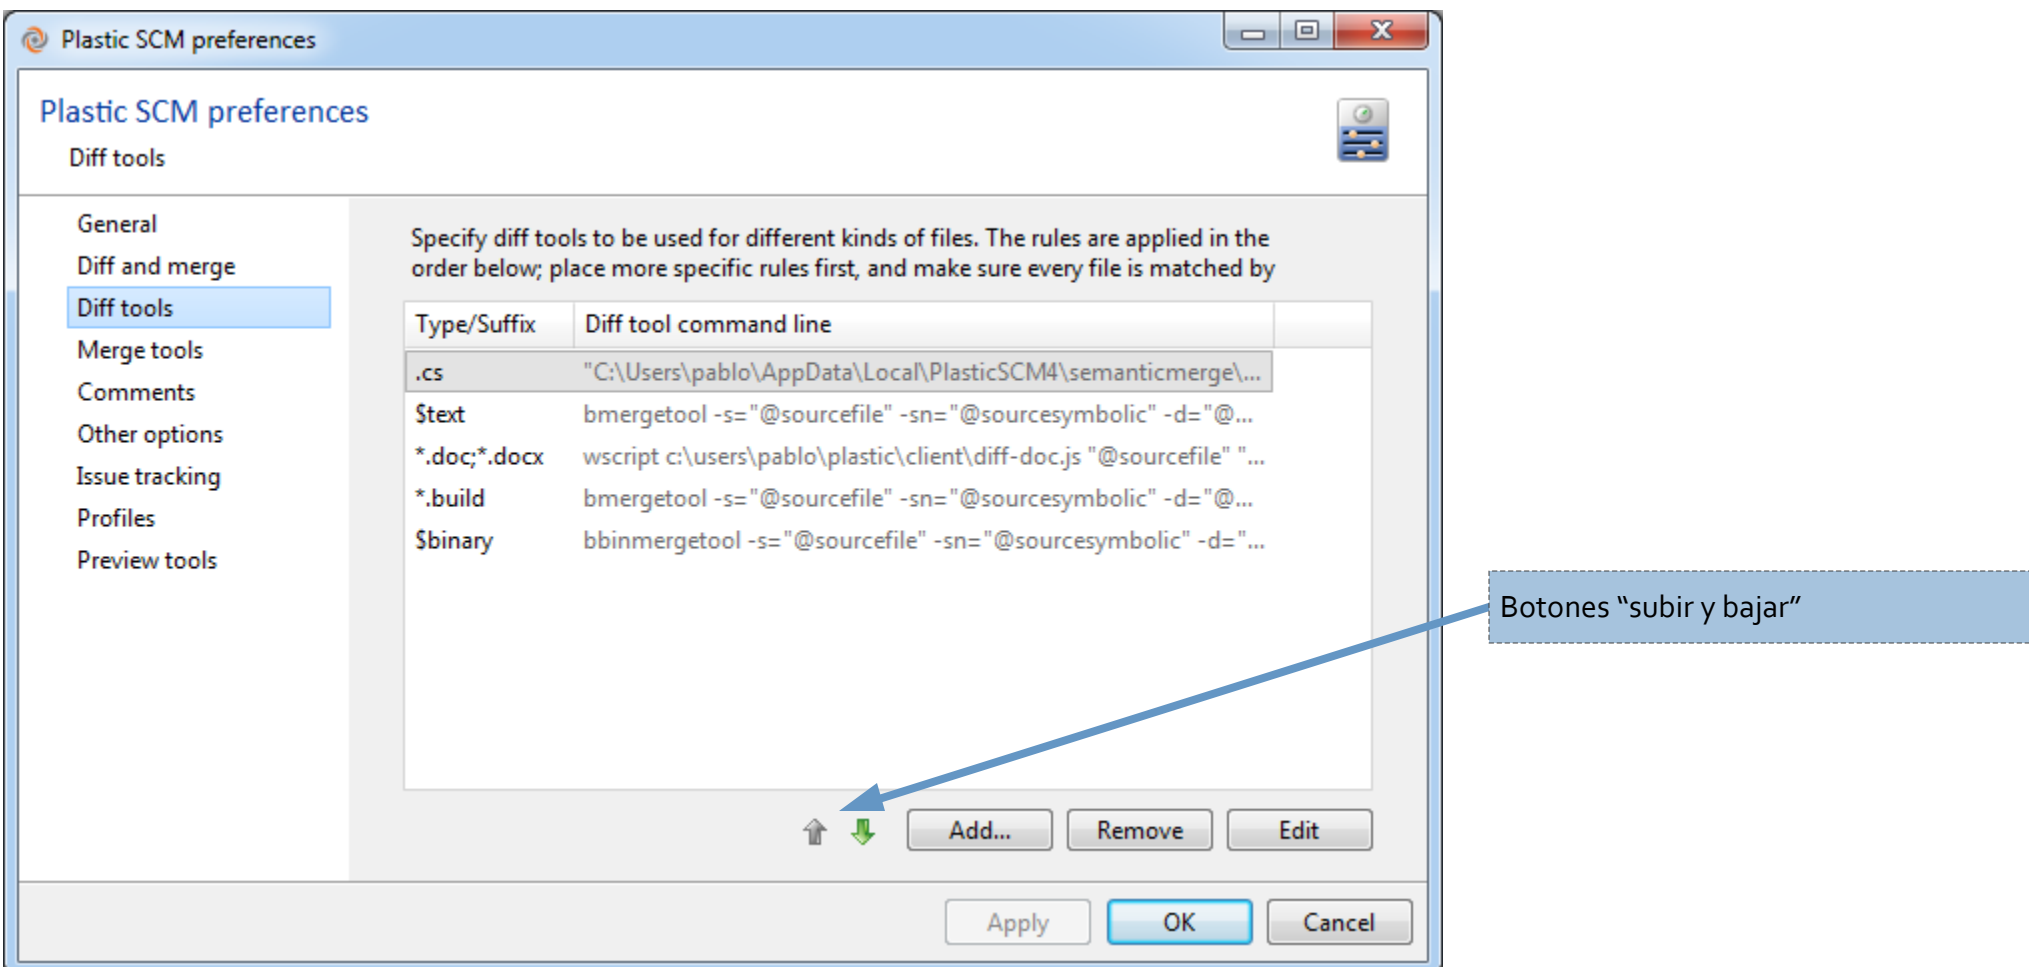 Plastic SCM preferences
Plastic SCM preferences
Diff tools
General
Diff and merge
Diff tools
Merge tools
Comments
Other options
Issue tracking
Profiles
Preview tools
Specify diff tools to be used for different kinds of files. The rules are applied in the
order below; place more specific rules first, and make sure every file is matched by
Type/Suffix Diff tool command line
.cs "C:\Users\pablo\AppData\Local\PlasticSCM4\semanticmerge\...
$text bmergetool -s="@sourcefile" -sn="@sourcesymbolic" -d="@...
*.doc;*.docx wscript c:\users\pablo\plastic\client\diff-doc.js "@sourcefile" "...
*.build bmergetool -s="@sourcefile" -sn="@sourcesymbolic" -d="@...
$binary bbinmergetool -s="@sourcefile" -sn="@sourcesymbolic" -d="...
Botones “subir y bajar”
Add... Remove Edit
Apply OK Cancel